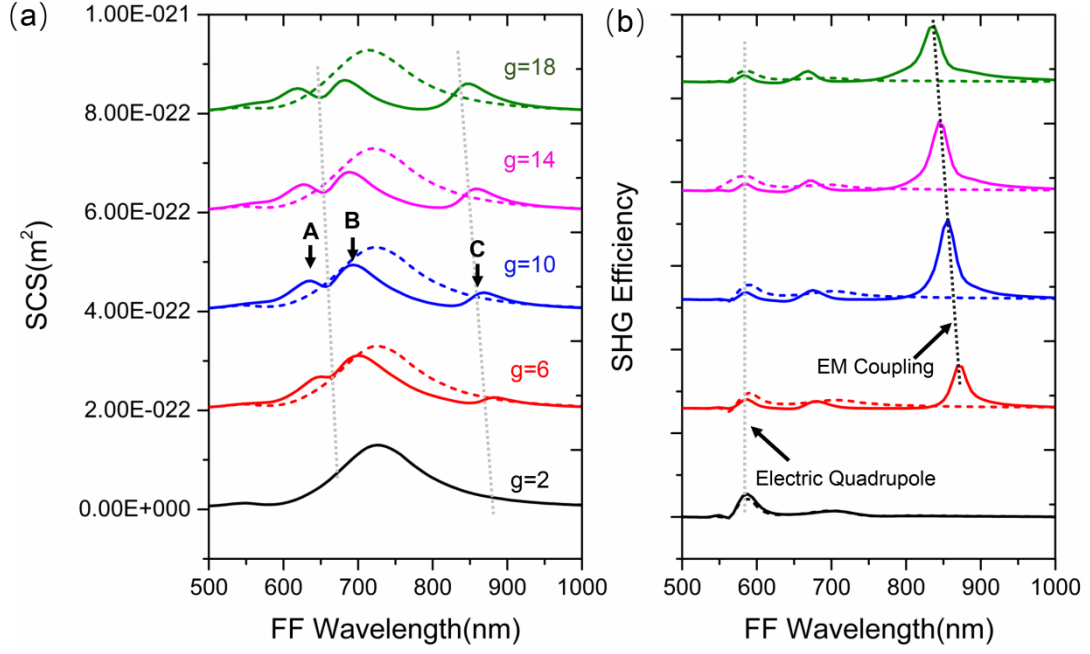 (a)
1.00E-021
8.00E-022
6.00E-022
4.00E-022
2.00E-022
0.00E+000
SCS(m²)
g=18
g=14
A
B
C
g=10
g=6
g=2
500 600 700 800 900 1000
FF Wavelength(nm)
(b)
SHG Efficiency
EM Coupling
Electric Quadrupole
500 600 700 800 900 1000
FF Wavelength(nm)